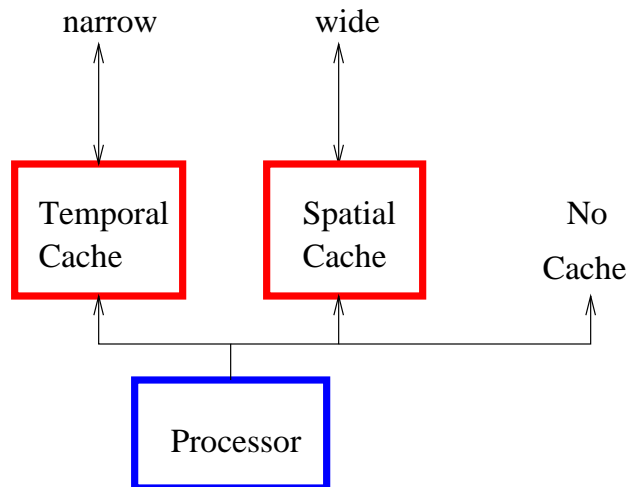 narrow
wide
Temporal
Cache
Spatial
Cache
No
Cache
Processor